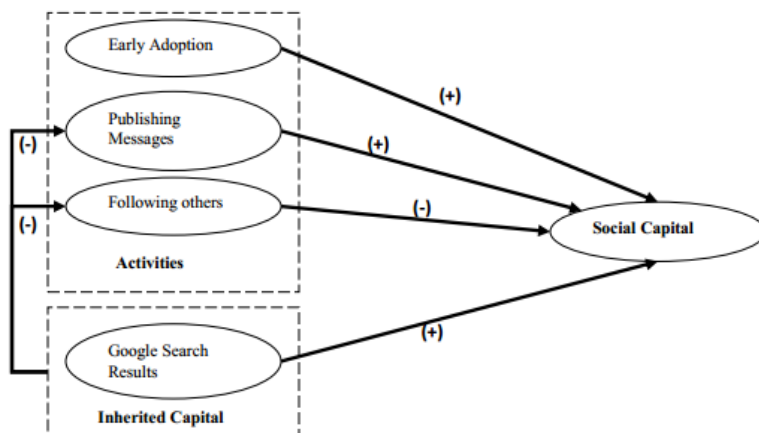 Early Adoption
(+)
Publishing
Messages
(-)
(+)
Following others
(-)
(-)
Social Capital
Activities
Google Search
Results
(+)
Inherited Capital